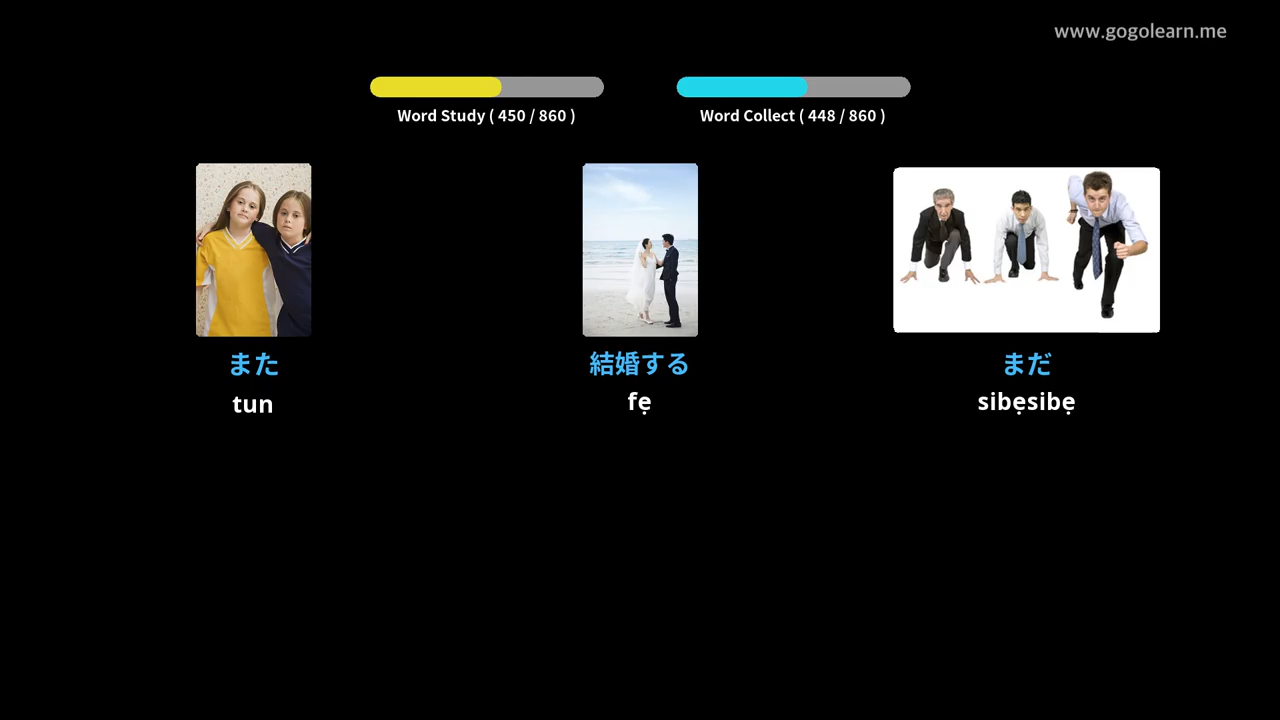 www.gogolearn.me
Word Study ( 450 / 860 )
Word Collect ( 448 / 860 )
また
結婚する
まだ
tun
fẹ
sibẹsibẹ